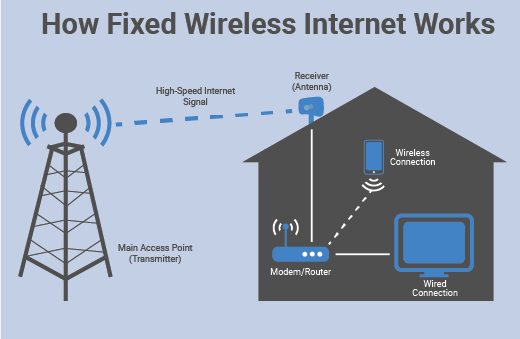 How Fixed Wireless Internet Works
Receiver
(Antenna)
High-Speed Internet
Signal
Wireless
Connection
Main Access Point
(Transmitter)
Modem/Router
Wired
Connection